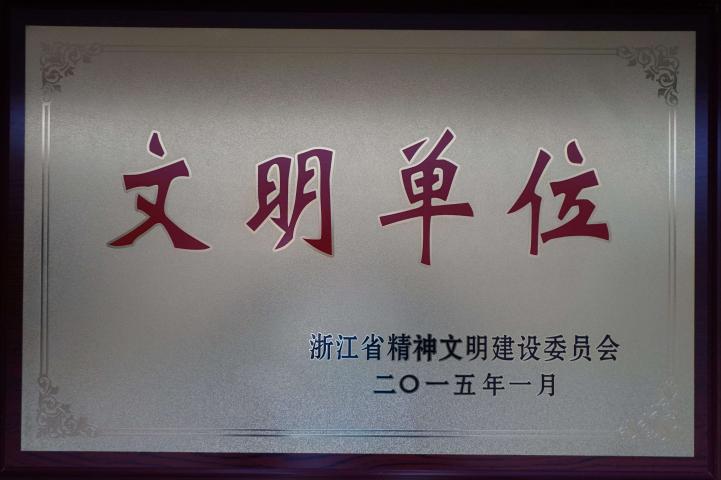 文明单位
浙江省精神文明建设委员会
二〇一五年一月